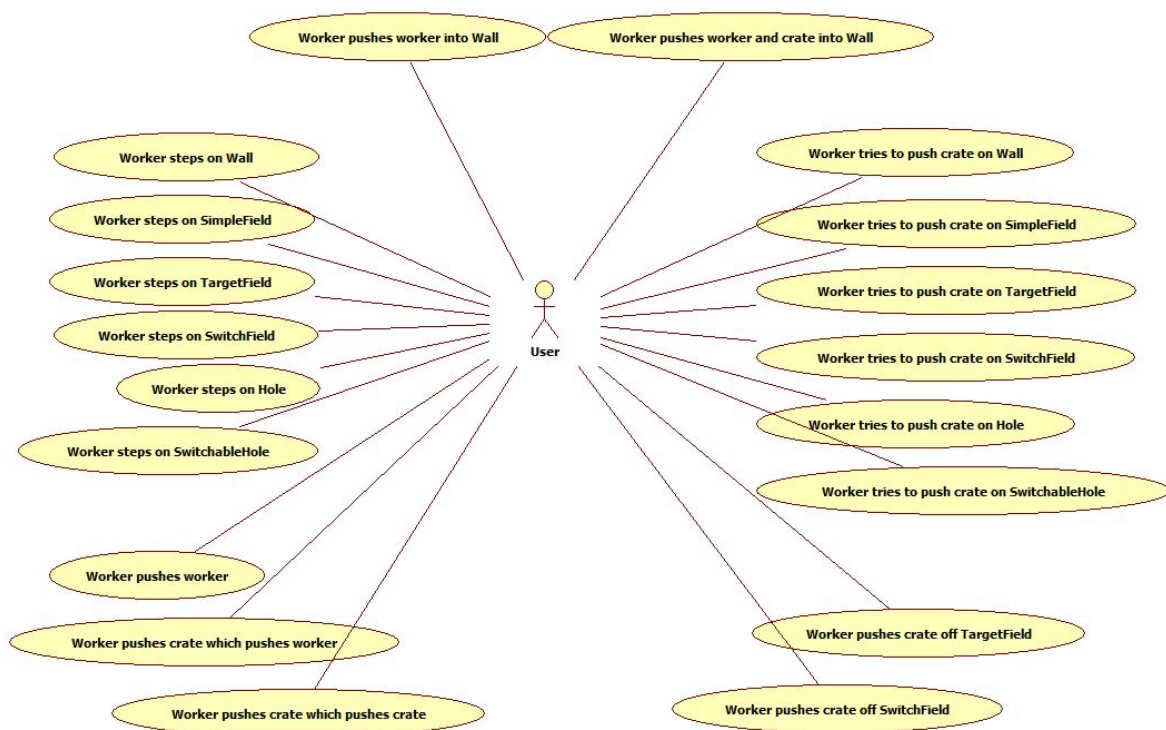 Worker pushes worker into Wall
Worker pushes worker and crate into Wall
Worker steps on Wall
Worker steps on SimpleField
Worker steps on TargetField
Worker steps on SwitchField
Worker steps on Hole
Worker steps on SwitchableHole
Worker pushes worker
Worker pushes crate which pushes worker
Worker pushes crate which pushes crate
User
Worker tries to push crate on Wall
Worker tries to push crate on SimpleField
Worker tries to push crate on TargetField
Worker tries to push crate on SwitchField
Worker tries to push crate on Hole
Worker tries to push crate on SwitchableHole
Worker pushes crate off TargetField
Worker pushes crate off SwitchField